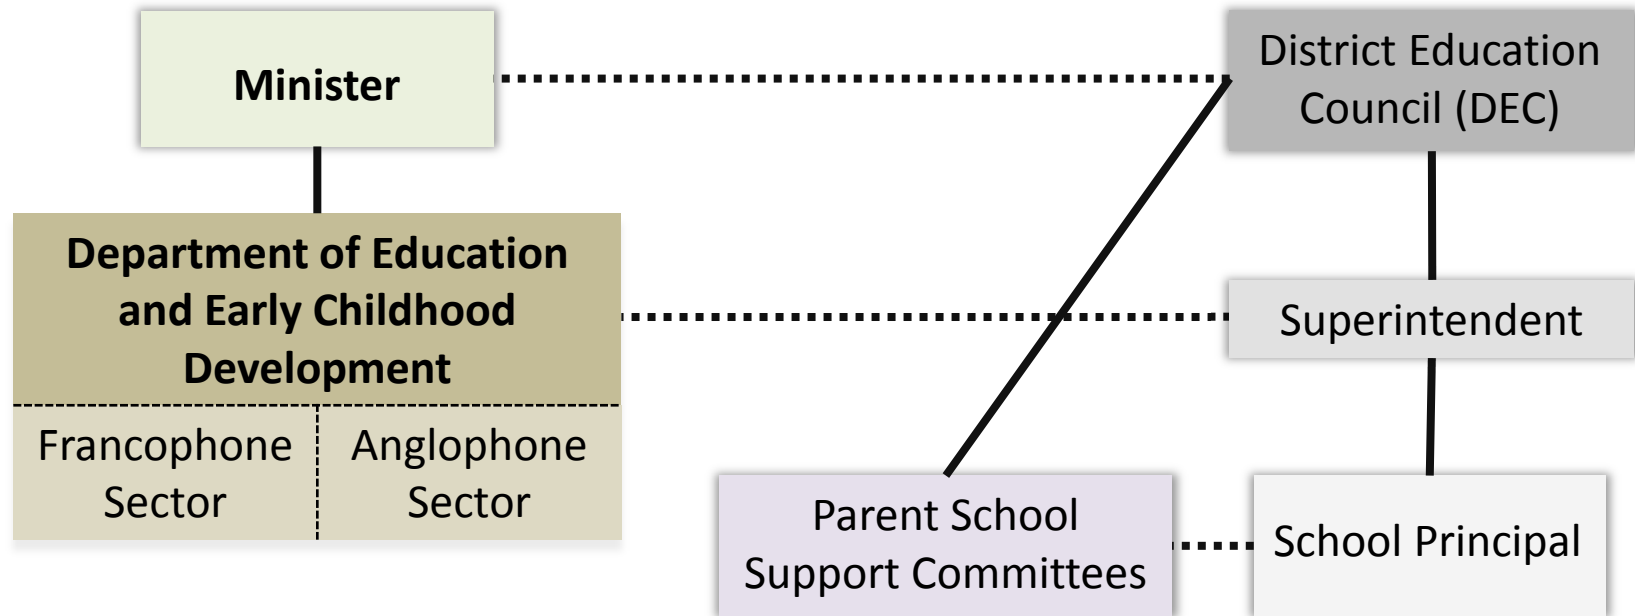 Minister
District Education
Council (DEC)
Department of Education
and Early Childhood
Development
Superintendent
Francophone
Sector
Anglophone
Sector
Parent School
Support Committees
School Principal